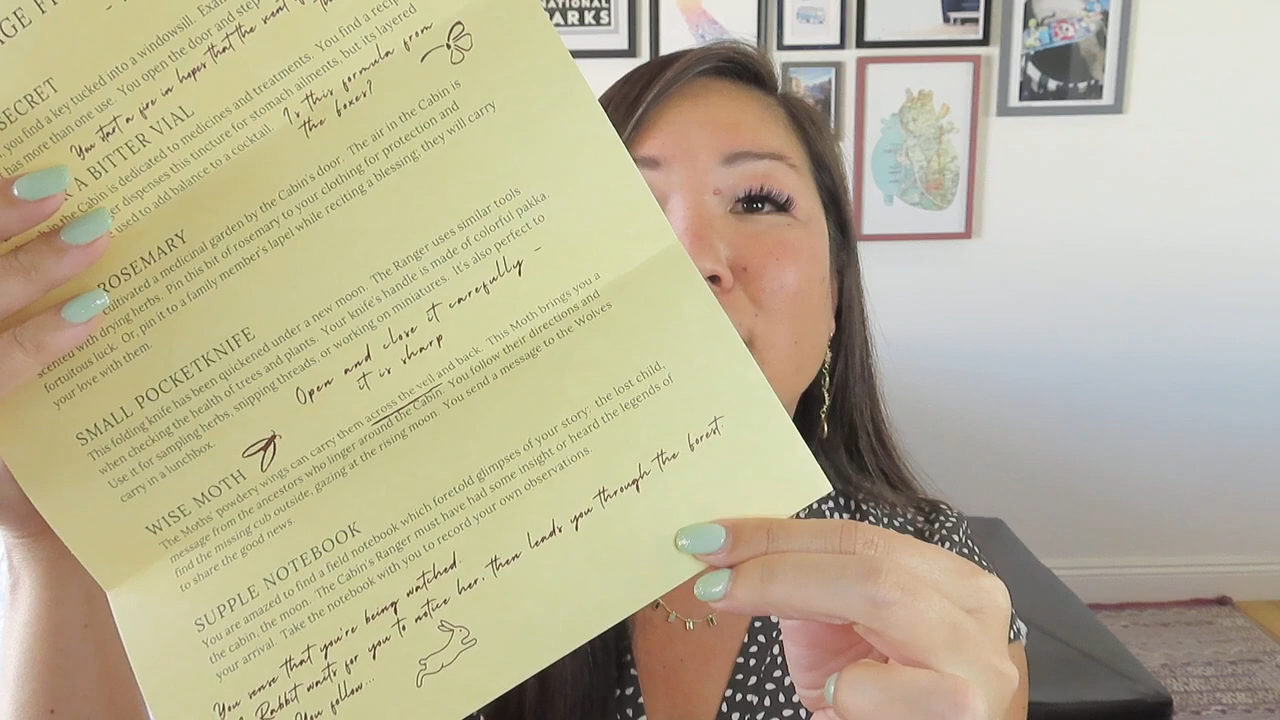 NATIONAL
PARKS
AGE F
SECRET
, you find a key tucked into a windowsill. Exam
has more than one use. You open the door and step
You start a fire in hopes that the
A BITTER VIAL
in the Cabin is dedicated to medicines and treatments. You find a recip
ger dispenses this tincture for stomach ailments, but its layered
used to add balance to a cocktail.
Is this formula from
the boxes?
ROSEMARY
ultivated a medicinal garden by the Cabin's door. The air in the Cabin is
scented with drying herbs. Pin this bit of rosemary to your clothing for protection and
fortuitous luck. Or, pin it to a family member's lapel while reciting a blessing; they will carry
your love with them.
SMALL POCKETKNIFE
This folding knife has been quickened under a new moon. The Ranger uses similar tools
when checking the health of trees and plants. Your knife's handle is made of colorful pakka.
Use it for sampling herbs, snipping threads, or working on miniatures. It's also perfect to
carry in a lunchbox.
Open and close it carefully -
it is sharp
WISE MOTH
The Moths' powdery wings can carry them across the veil and back. This Moth brings you a
message from the ancestors who linger around the Cabin. You follow their directions and
find the missing cub outside, gazing at the rising moon. You send a message to the Wolves
to share the good news.
SUPPLE NOTEBOOK
You are amazed to find a field notebook which foretold glimpses of your story: the lost child,
the cabin, the moon. The Cabin's Ranger must have had some insight or heard the legends of
your arrival. Take the notebook with you to record your own observations.
You sense that you're being watched.
Rabbit waits for you to notice her, then leads you through the forest.
You follow...